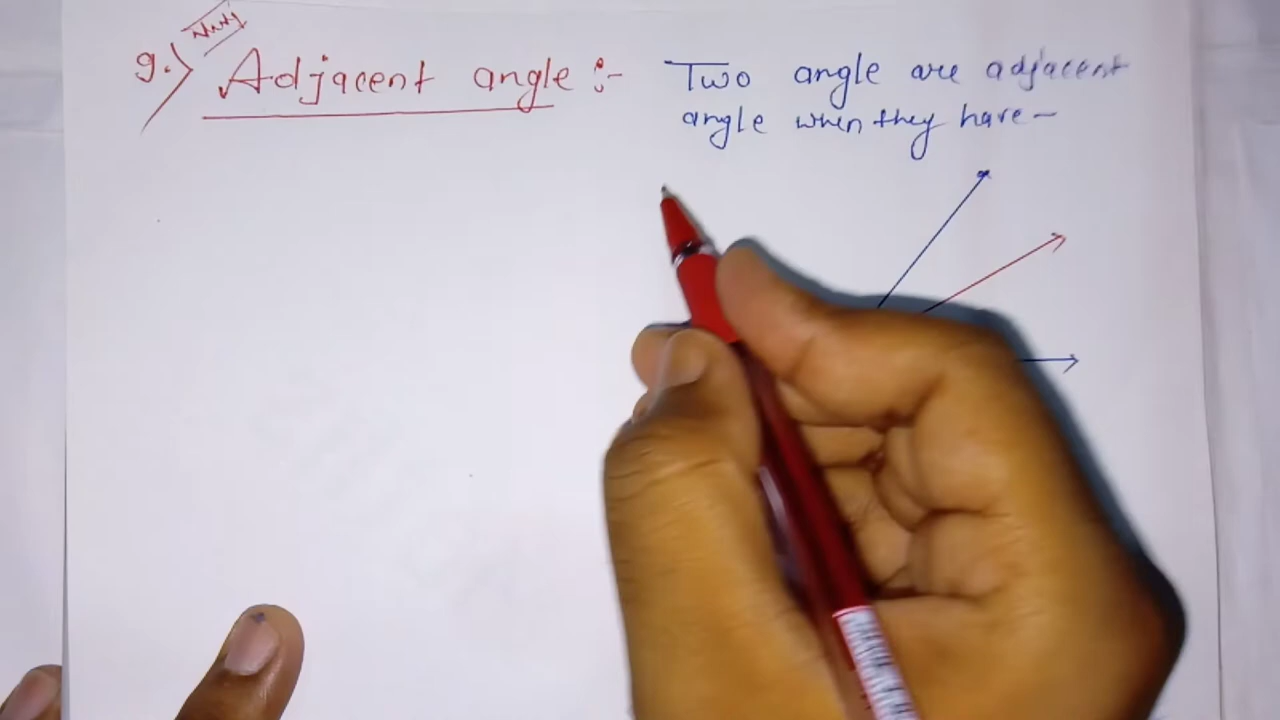 9.) Adjacent angle :-
Two angle are adjacent
angle when they have -